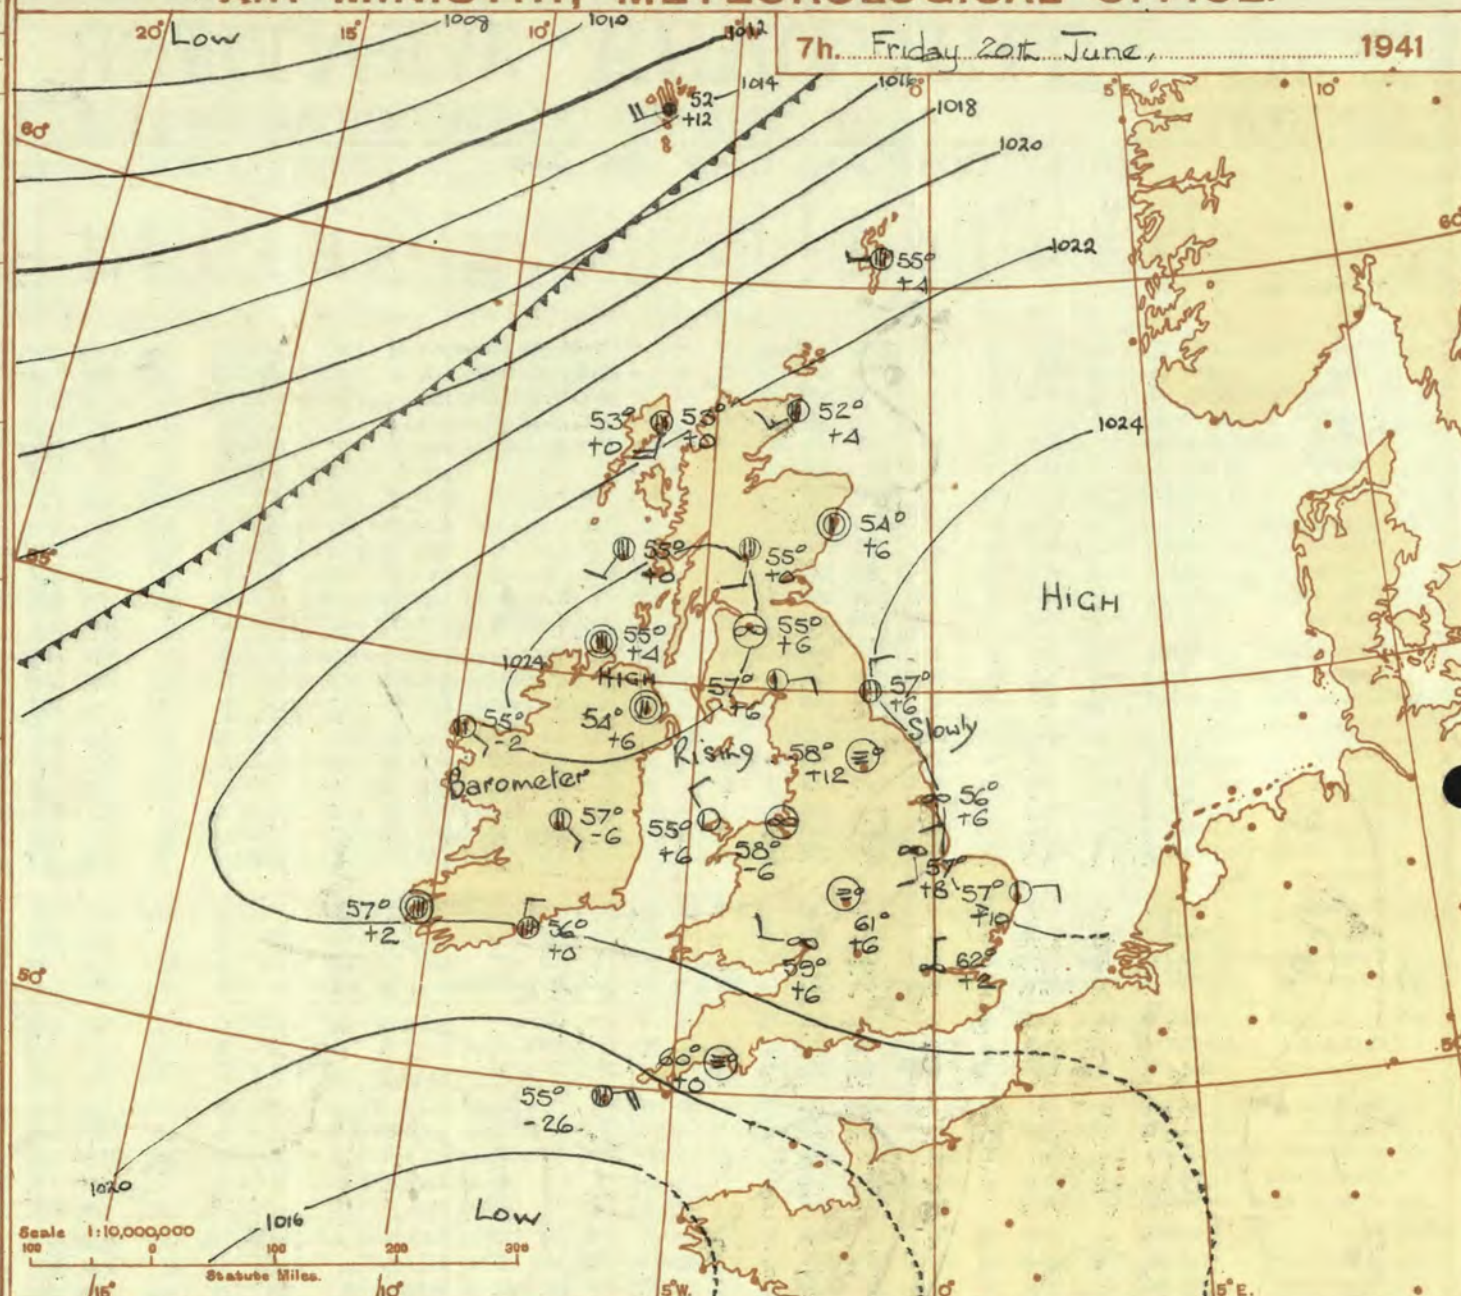 AIR MINISTRY, METEOROLOGICAL OFFICE.
7h. Friday 20th June, 1941
20° Low 15° 1008 10° 1010 1012
1014 1016 0° 5°E 10°
52
+12
1018
60°
1020
60°
1022
55°
+4
53° 53° 52°
+0 +0 +4
1024
54°
+6
55° 55° 55°
+0 +0
HIGH
55° 55°
+4 +6
1024 HIGH
57° 57°
+6 +6
55° 54° Slowly
-2 +6
Rising 58°
+12
Barometer
56°
+6
57° 55° 58°
-6 +6 -6
57° 57°
+8 +10
57° 61°
+2 +6
56° 59° 62°
+0 +6 +2
50°
60°
+0
55°
-26
1020
1016 Low
Scale 1:10,000,000
100 0 100 200 300
Statute Miles.
15° 10° 5°W. 0° 5°E.